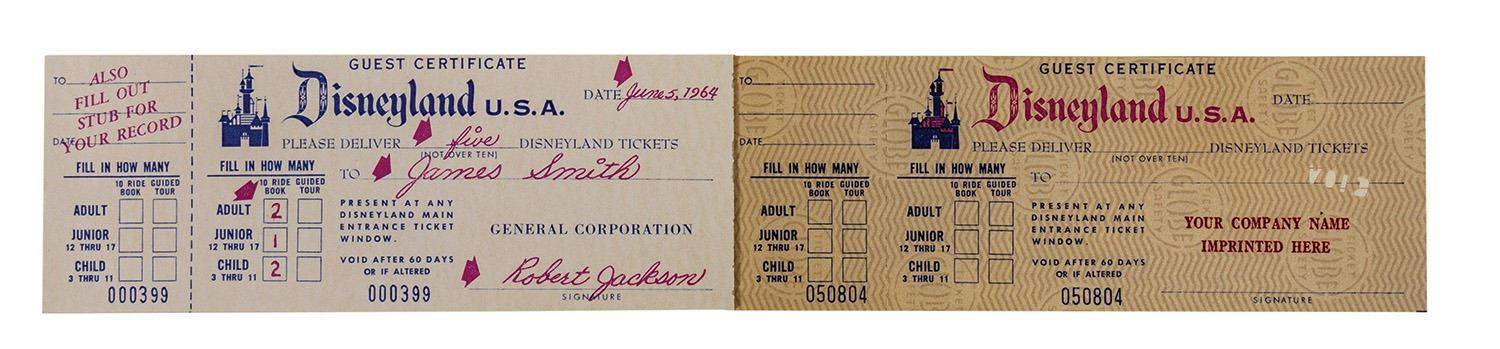 TO
ALSO
FILL OUT
STUB FOR
YOUR RECORD
DATE
FILL IN HOW MANY
10 RIDE GUIDED
BOOK TOUR
ADULT
JUNIOR
12 THRU 17
CHILD
3 THRU 11
000399
GUEST CERTIFICATE
Disneyland U.S.A.
DATE June 5, 1964
PLEASE DELIVER five DISNEYLAND TICKETS
(NOT OVER TEN)
TO James Smith
FILL IN HOW MANY
10 RIDE GUIDED
BOOK TOUR
ADULT 2
JUNIOR 1
12 THRU 17
CHILD 2
3 THRU 11
PRESENT AT ANY
DISNEYLAND MAIN
ENTRANCE TICKET
WINDOW.
VOID AFTER 60 DAYS
OR IF ALTERED
000399
GENERAL CORPORATION
Robert Jackson
SIGNATURE
TO
DATE
FILL IN HOW MANY
10 RIDE GUIDED
BOOK TOUR
ADULT
JUNIOR
12 THRU 17
CHILD
3 THRU 11
050804
GUEST CERTIFICATE
Disneyland U.S.A.
DATE
PLEASE DELIVER DISNEYLAND TICKETS
(NOT OVER TEN)
TO
VOID
FILL IN HOW MANY
10 RIDE GUIDED
BOOK TOUR
ADULT
JUNIOR
12 THRU 17
CHILD
3 THRU 11
PRESENT AT ANY
DISNEYLAND MAIN
ENTRANCE TICKET
WINDOW.
VOID AFTER 60 DAYS
OR IF ALTERED
050804
YOUR COMPANY NAME
IMPRINTED HERE
SIGNATURE